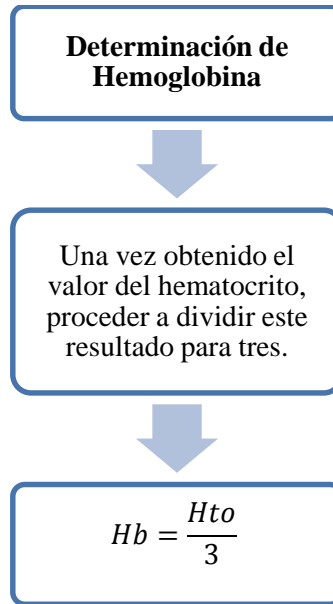 Determinación de
Hemoglobina
Una vez obtenido el
valor del hematocrito,
proceder a dividir este
resultado para tres.
Hb = Hto/3